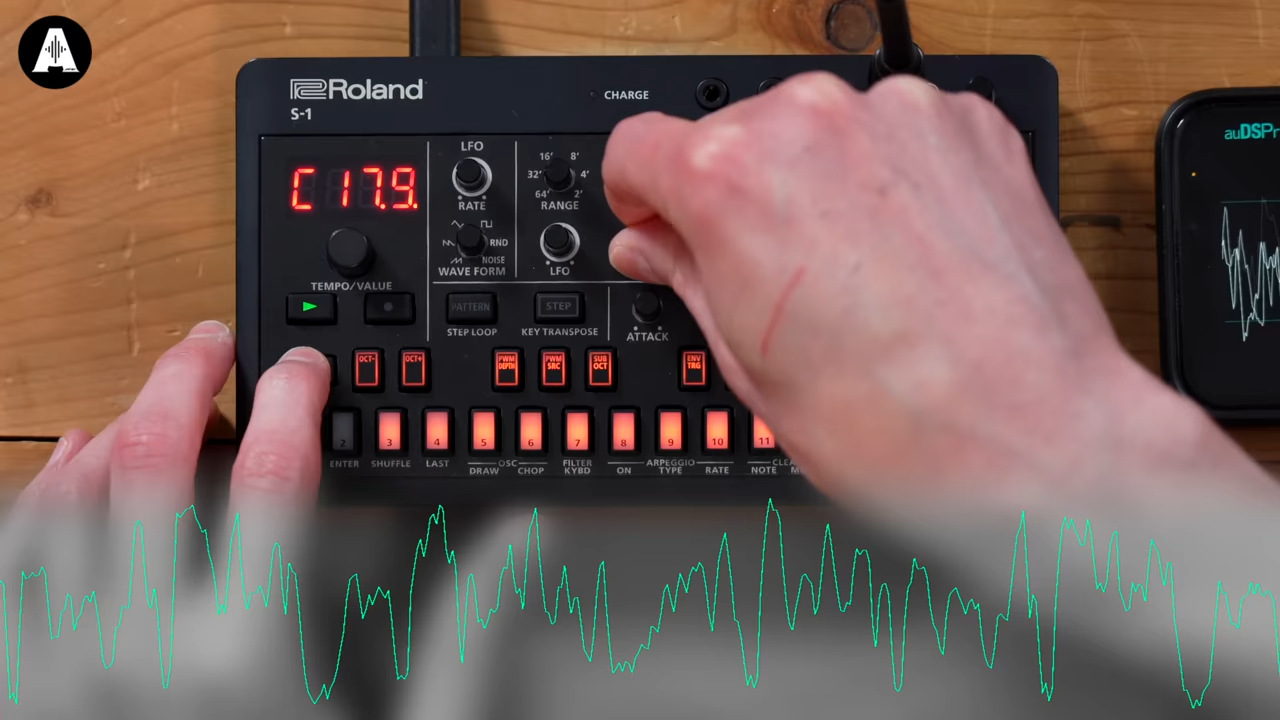 A
Roland
S-1
CHARGE
auDSPr
LFO
16' 8'
32' 4'
64' 2'
RATE
RANGE
C 17.9.
RND
NOISE
WAVE FORM
LFO
TEMPO/VALUE
PATTERN
STEP
STEP LOOP
KEY TRANSPOSE
ATTACK
OCT-
OCT+
PWM DEPTH
PWM SRC
SUB OCT
ENV TRG
2 3 4 5 6 7 8 9 10 11
ENTER SHUFFLE LAST OSC FILTER ARPEGGIO CLEA
DRAW CHOP KYBD ON TYPE RATE NOTE